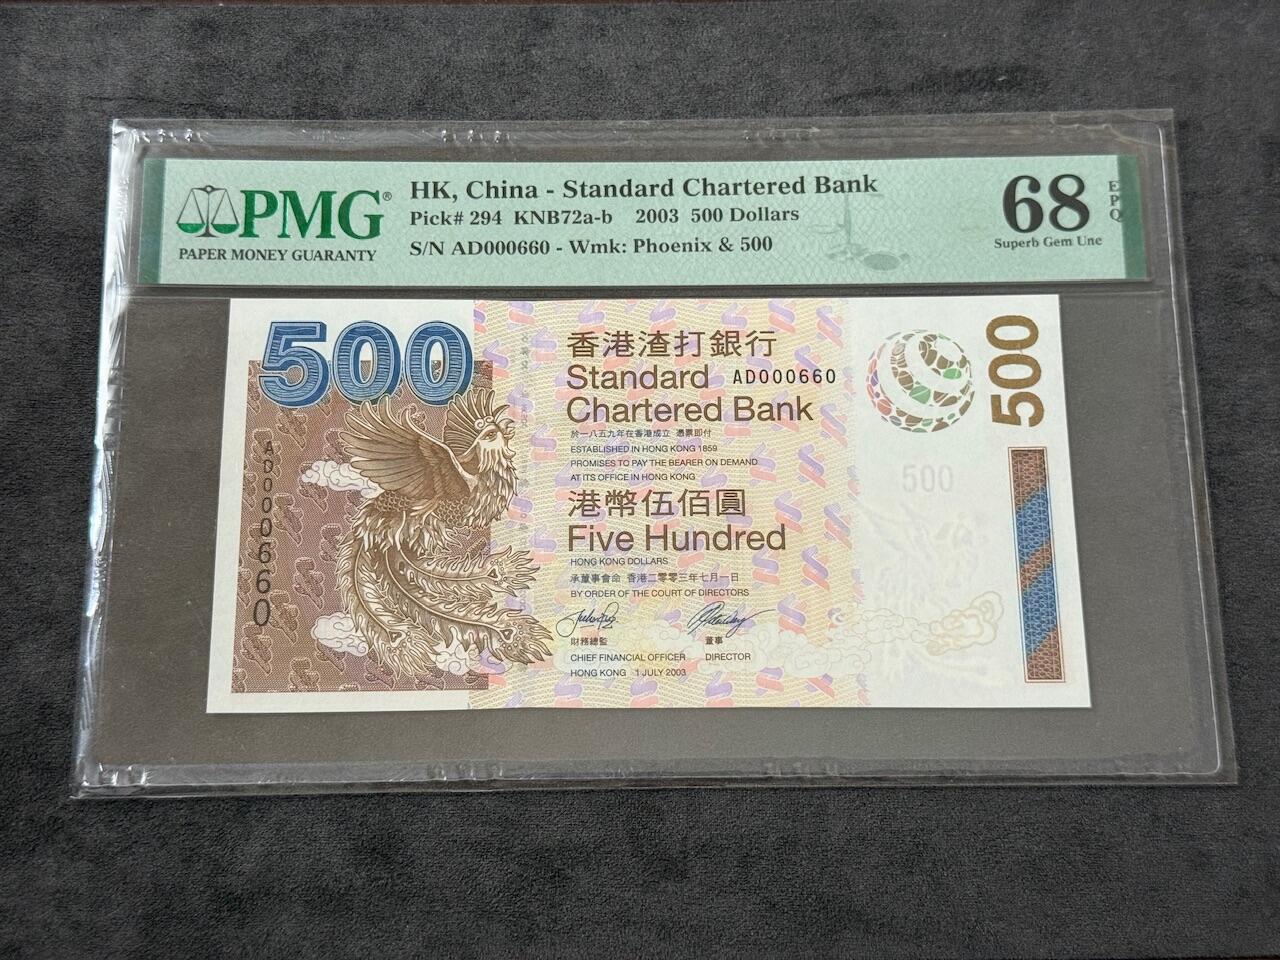 PMG®
PAPER MONEY GUARANTY
HK, China - Standard Chartered Bank
Pick# 294 KNB72a-b 2003 500 Dollars
S/N AD000660 - Wmk: Phoenix & 500
68
EPQ
Superb Gem Unc
500
AD000660
香港渣打銀行
Standard AD000660
Chartered Bank
於一八五九年在香港成立 憑票即付
ESTABLISHED IN HONG KONG 1859
PROMISES TO PAY THE BEARER ON DEMAND
AT ITS OFFICE IN HONG KONG
港幣伍佰圓
Five Hundred
HONG KONG DOLLARS
承董事會命 香港二零零三年七月一日
BY ORDER OF THE COURT OF DIRECTORS
財務總監 董事
CHIEF FINANCIAL OFFICER DIRECTOR
HONG KONG 1 JULY 2003
500
500